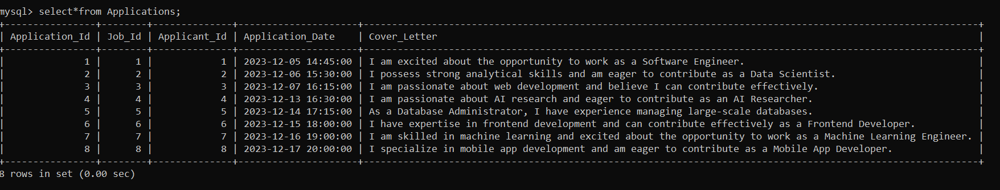 mysql> select*from Applications;
+----------------+--------+--------------+---------------------+------------------------------------------------------------------------------------------------------------+
| Application_Id | Job_Id | Applicant_Id | Application_Date    | Cover_Letter                                                                                               |
+----------------+--------+--------------+---------------------+------------------------------------------------------------------------------------------------------------+
|              1 |      1 |            1 | 2023-12-05 14:45:00 | I am excited about the opportunity to work as a Software Engineer.                                         |
|              2 |      2 |            2 | 2023-12-06 15:30:00 | I possess strong analytical skills and am eager to contribute as a Data Scientist.                         |
|              3 |      3 |            3 | 2023-12-07 16:15:00 | I am passionate about web development and believe I can contribute effectively.                            |
|              4 |      4 |            4 | 2023-12-13 16:30:00 | I am passionate about AI research and eager to contribute as an AI Researcher.                             |
|              5 |      5 |            5 | 2023-12-14 17:15:00 | As a Database Administrator, I have experience managing large-scale databases.                             |
|              6 |      6 |            6 | 2023-12-15 18:00:00 | I have expertise in frontend development and can contribute effectively as a Frontend Developer.           |
|              7 |      7 |            7 | 2023-12-16 19:00:00 | I am skilled in machine learning and excited about the opportunity to work as a Machine Learning Engineer. |
|              8 |      8 |            8 | 2023-12-17 20:00:00 | I specialize in mobile app development and am eager to contribute as a Mobile App Developer.               |
+----------------+--------+--------------+---------------------+------------------------------------------------------------------------------------------------------------+
8 rows in set (0.00 sec)